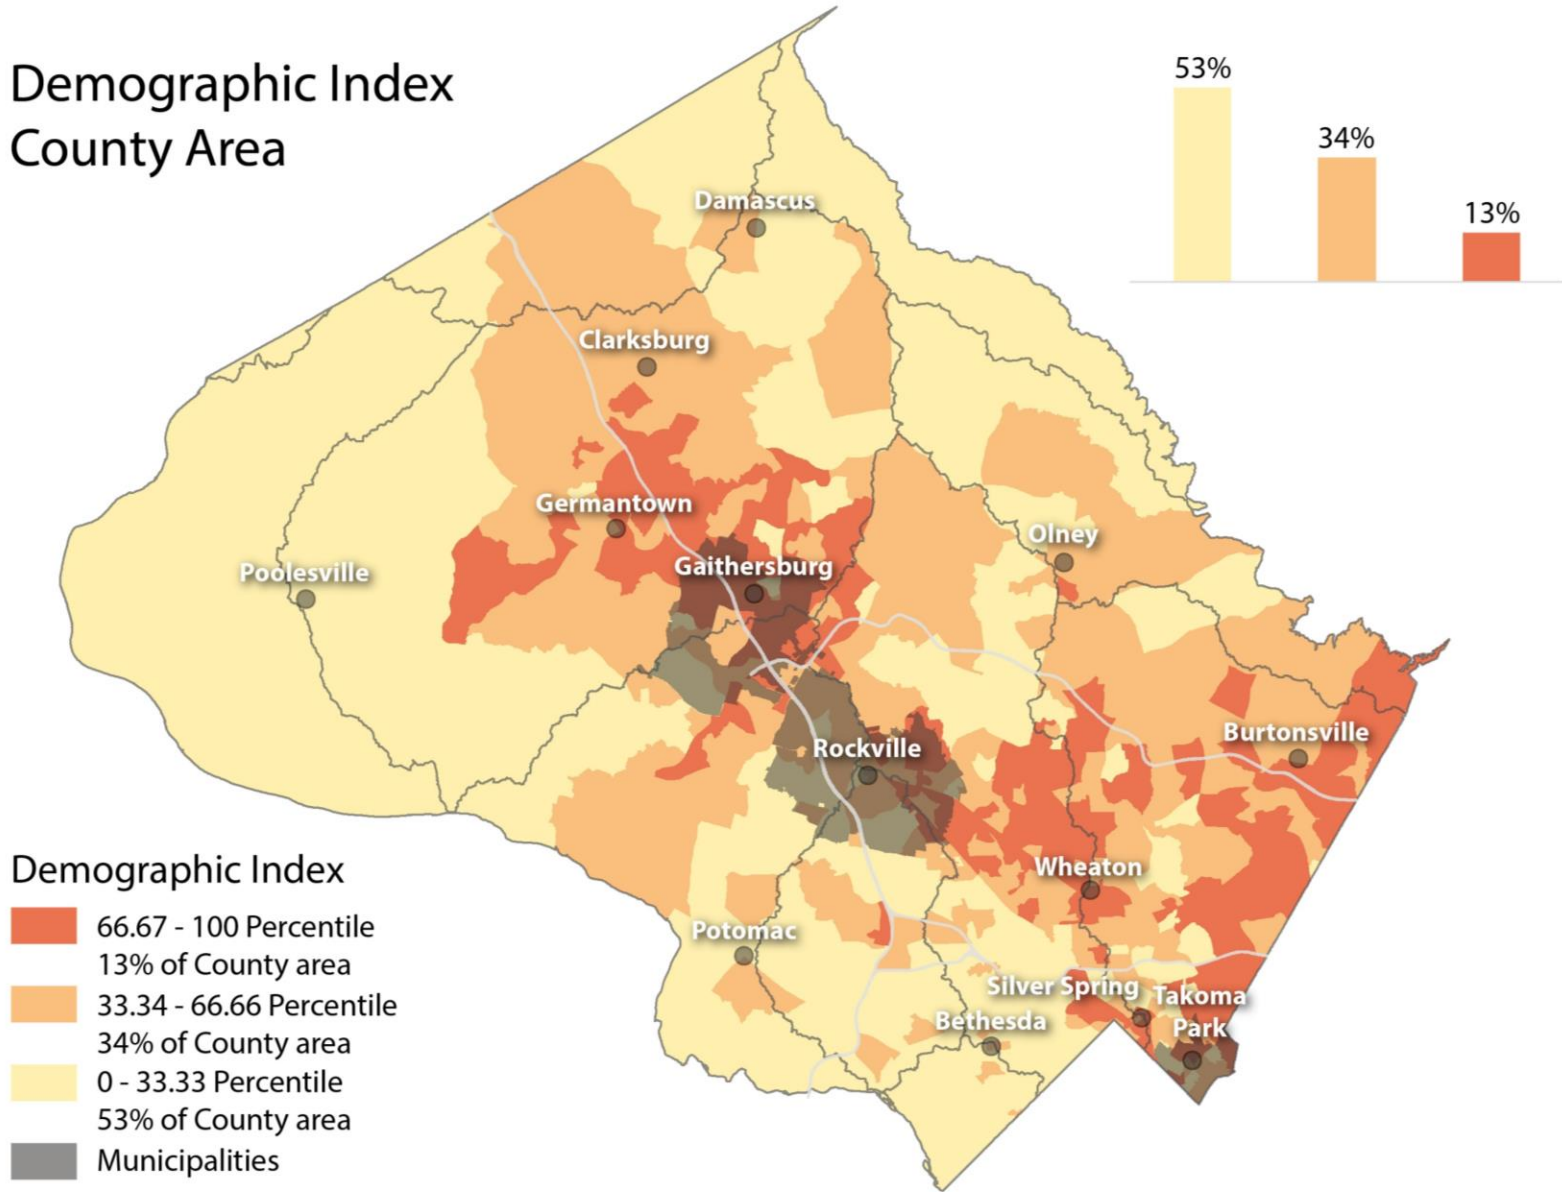 Demographic Index
County Area
53%
34%
13%
Damascus
Clarksburg
Germantown
Gaithersburg
Olney
Poolesville
Rockville
Burtonsville
Wheaton
Potomac
Silver Spring
Takoma
Park
Bethesda
Demographic Index
66.67 - 100 Percentile
13% of County area
33.34 - 66.66 Percentile
34% of County area
0 - 33.33 Percentile
53% of County area
Municipalities